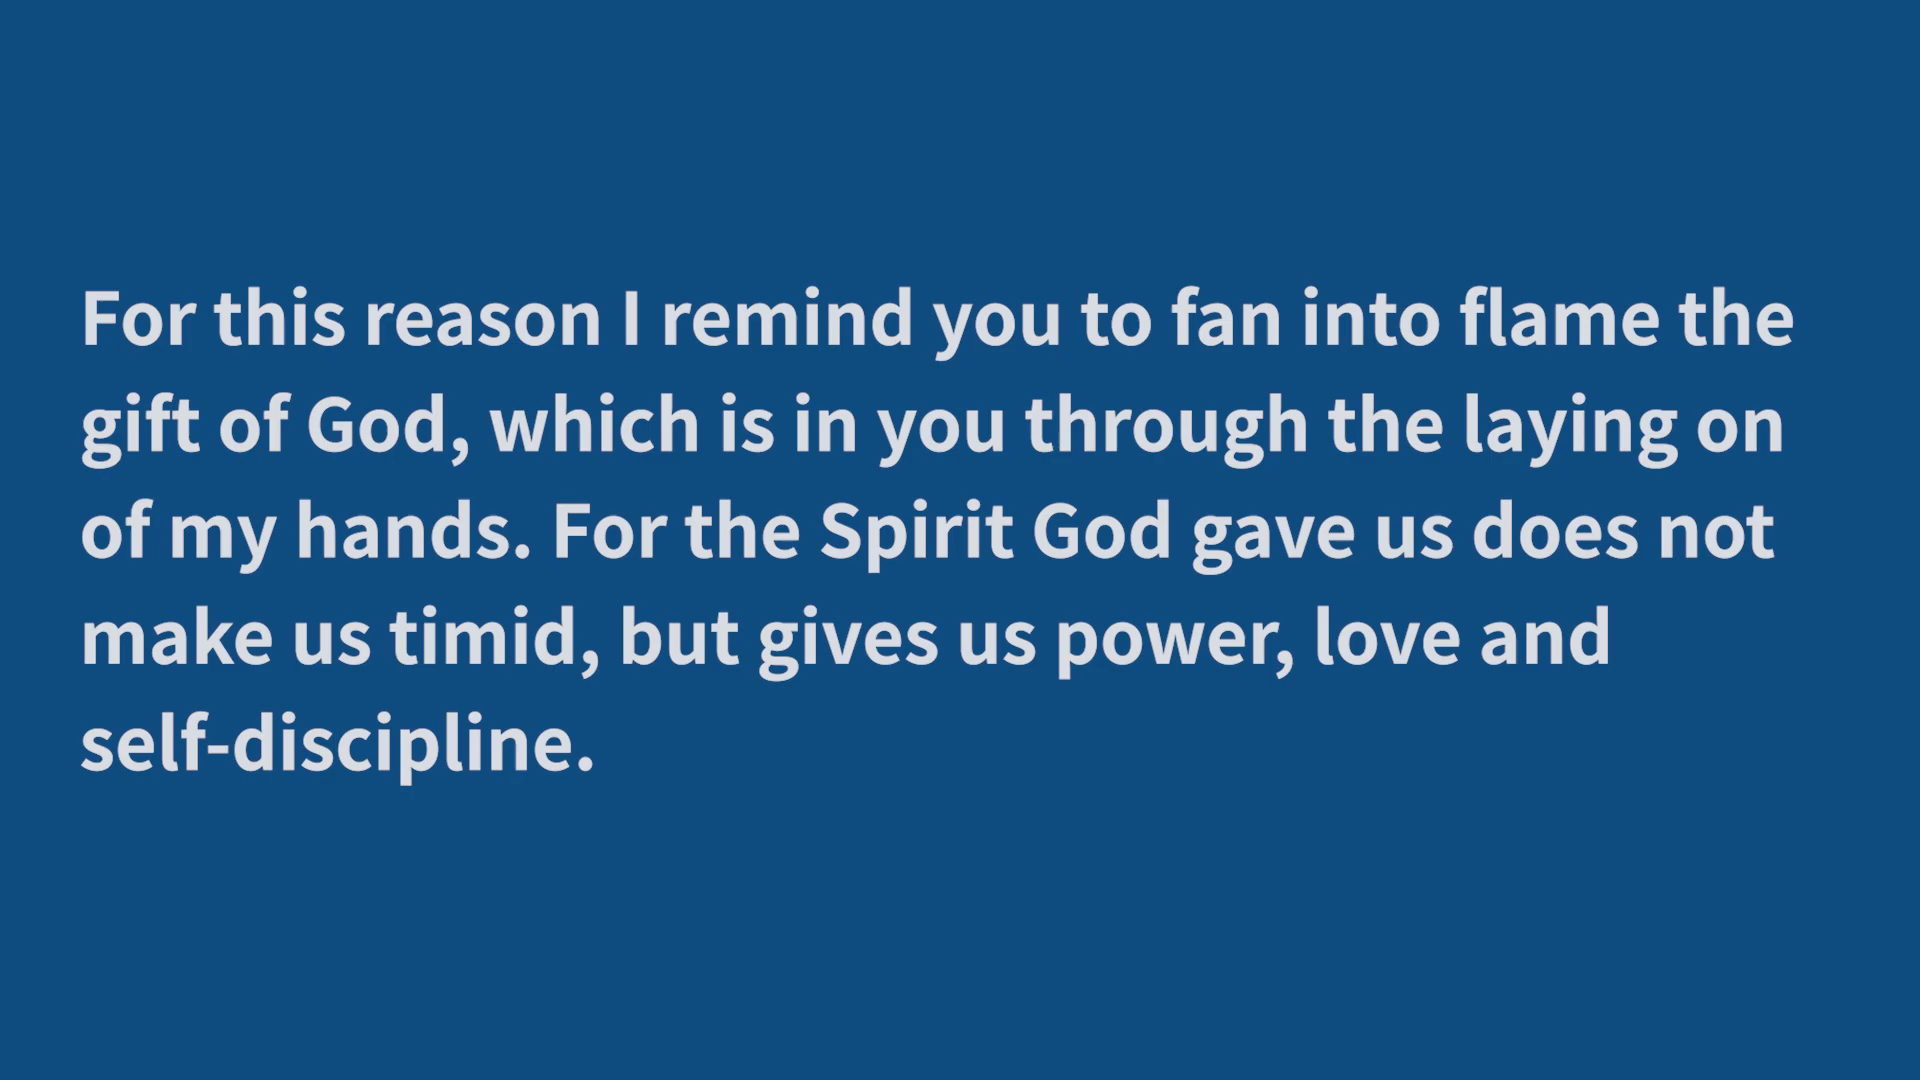 For this reason I remind you to fan into flame the
gift of God, which is in you through the laying on
of my hands. For the Spirit God gave us does not
make us timid, but gives us power, love and
self-discipline.